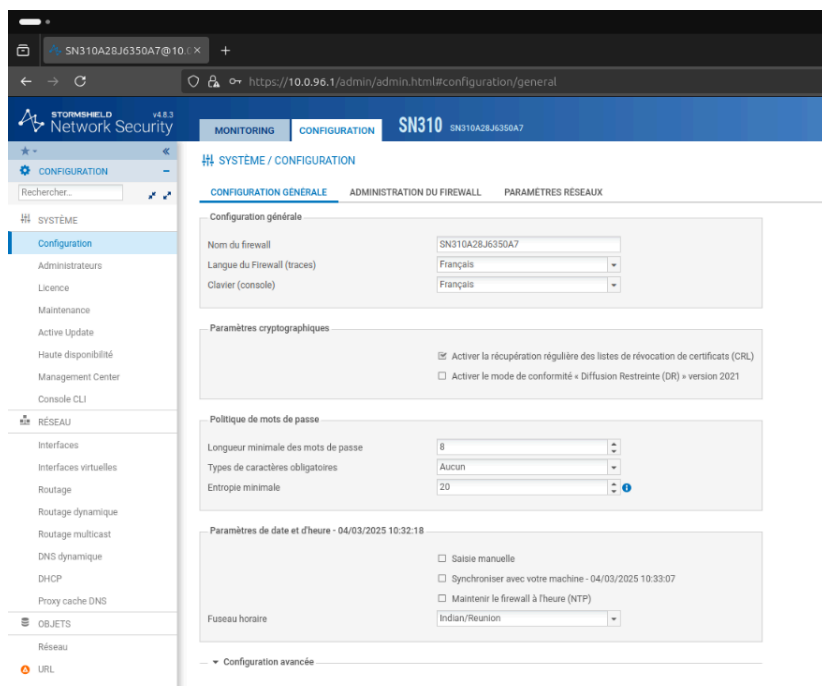 SN310A28J6350A7@10.0
https://10.0.96.1/admin/admin.html#configuration/general
STORMSHIELD v4.8.3
Network Security
MONITORING CONFIGURATION SN310 SN310A28J6350A7
CONFIGURATION
Rechercher...
SYSTÈME
Configuration
Administrateurs
Licence
Maintenance
Active Update
Haute disponibilité
Management Center
Console CLI
RÉSEAU
Interfaces
Interfaces virtuelles
Routage
Routage dynamique
Routage multicast
DNS dynamique
DHCP
Proxy cache DNS
OBJETS
Réseau
URL
SYSTÈME / CONFIGURATION
CONFIGURATION GÉNÉRALE ADMINISTRATION DU FIREWALL PARAMÈTRES RÉSEAUX
Configuration générale
Nom du firewall SN310A28J6350A7
Langue du Firewall (traces) Français
Clavier (console) Français
Paramètres cryptographiques
Activer la récupération régulière des listes de révocation de certificats (CRL)
Activer le mode de conformité « Diffusion Restreinte (DR) » version 2021
Politique de mots de passe
Longueur minimale des mots de passe 8
Types de caractères obligatoires Aucun
Entropie minimale 20
Paramètres de date et d'heure - 04/03/2025 10:32:18
Saisie manuelle
Synchroniser avec votre machine - 04/03/2025 10:33:07
Maintenir le firewall à l'heure (NTP)
Fuseau horaire Indian/Reunion
Configuration avancée